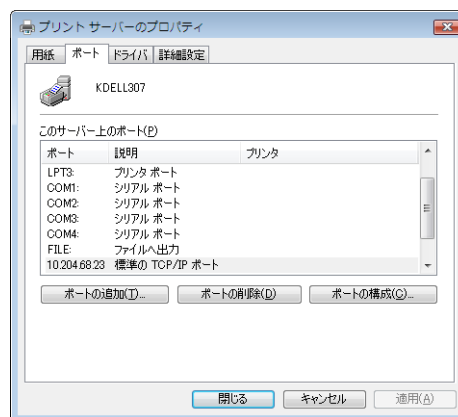 プリント サーバーのプロパティ
用紙 ポート ドライバ 詳細設定
KDELL307
このサーバー上のポート(P)
ポート 説明 プリンタ
LPT3: プリンタ ポート
COM1: シリアル ポート
COM2: シリアル ポート
COM3: シリアル ポート
COM4: シリアル ポート
FILE: ファイルへ出力
10.204.68.23 標準の TCP/IP ポート
ポートの追加(T)... ポートの削除(D) ポートの構成(C)...
閉じる キャンセル 適用(A)